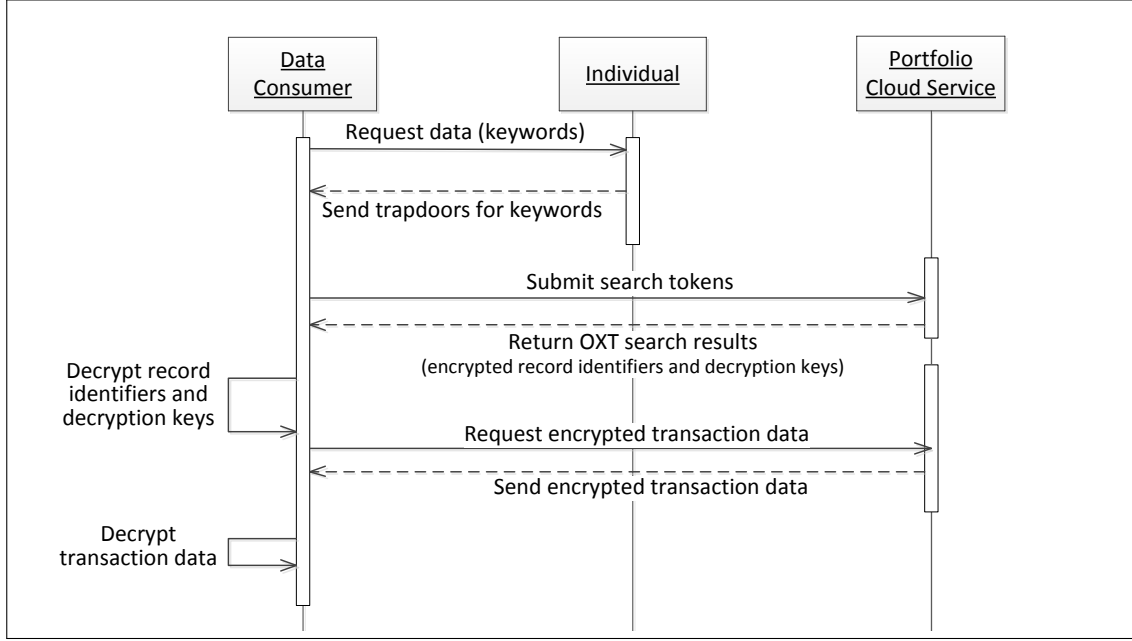 Data
Consumer
Individual
Portfolio
Cloud Service
Request data (keywords)
Send trapdoors for keywords
Submit search tokens
Return OXT search results
(encrypted record identifiers and decryption keys)
Decrypt record
identifiers and
decryption keys
Request encrypted transaction data
Send encrypted transaction data
Decrypt
transaction data